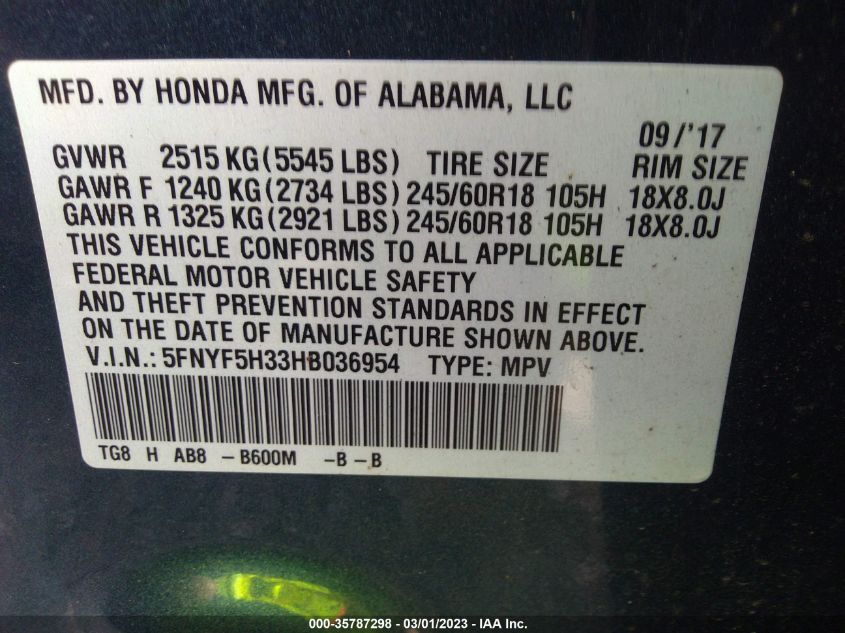 MFD. BY HONDA MFG. OF ALABAMA, LLC
09/'17
GVWR 2515 KG(5545 LBS) TIRE SIZE RIM SIZE
GAWR F 1240 KG(2734 LBS) 245/60R18 105H 18X8.0J
GAWR R 1325 KG(2921 LBS) 245/60R18 105H 18X8.0J
THIS VEHICLE CONFORMS TO ALL APPLICABLE
FEDERAL MOTOR VEHICLE SAFETY
AND THEFT PREVENTION STANDARDS IN EFFECT
ON THE DATE OF MANUFACTURE SHOWN ABOVE.
V.I.N.: 5FNYF5H33HB036954 TYPE: MPV
TG8 H AB8 -B600M -B -B
000-35787298 - 03/01/2023 - IAA Inc.